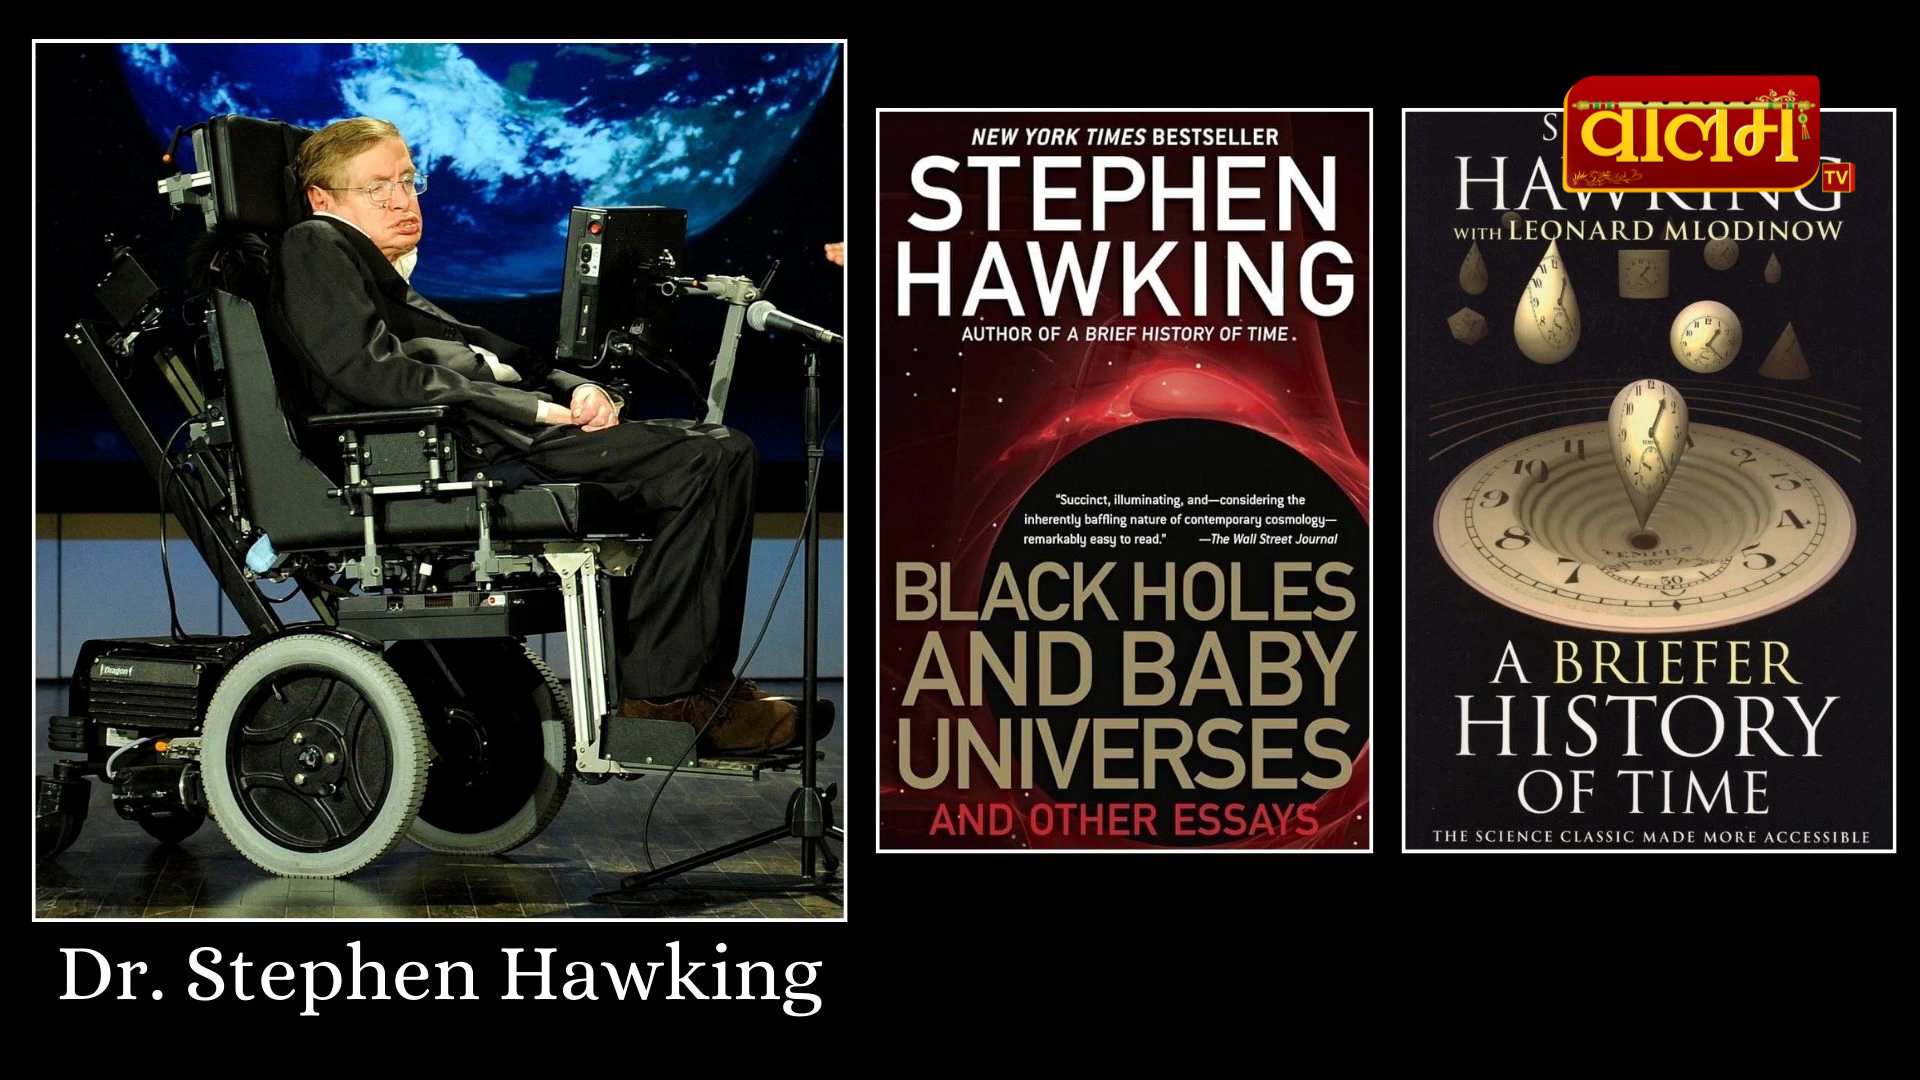 Dragon
Dr. Stephen Hawking
NEW YORK TIMES BESTSELLER
STEPHEN
HAWKING
AUTHOR OF A BRIEF HISTORY OF TIME.
“Succinct, illuminating, and—considering the
inherently baffling nature of contemporary cosmology—
remarkably easy to read.” —The Wall Street Journal
BLACK HOLES
AND BABY
UNIVERSES
AND OTHER ESSAYS
वालम
TV
HAWKING
WITH LEONARD MLODINOW
TEMPUS
A BRIEFER
HISTORY
OF TIME
THE SCIENCE CLASSIC MADE MORE ACCESSIBLE